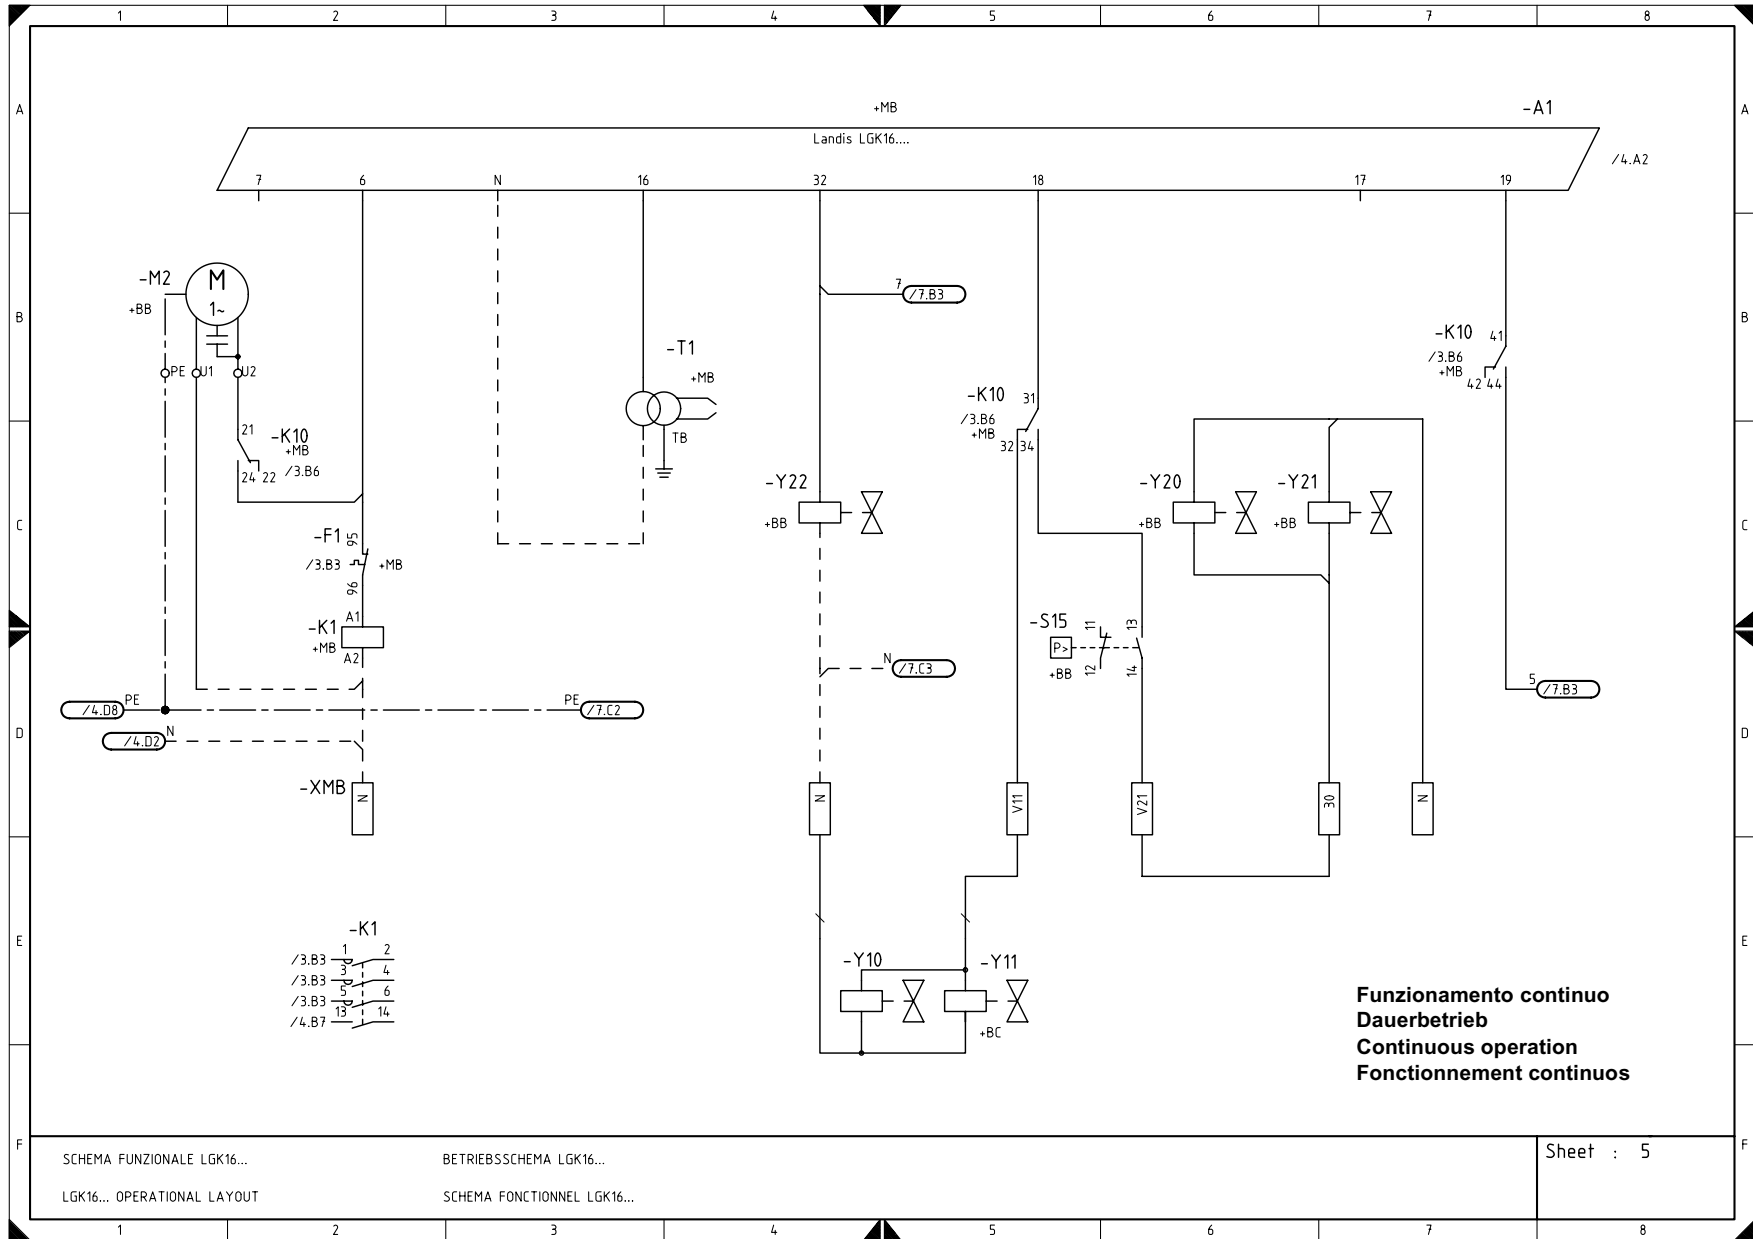 1 2 3 4 5 6 7 8
A A
+MB
-A1
Landis LGK16....
/4.A2
7 6 N 16 32 18 17 19
-M2
+BB
M
1~
B B
7
/7.B3
PE U1 U2
-T1
+MB
TB
-K10
/3.B6
+MB
41
42 44
-K10
/3.B6
+MB
31
32 34
21
-K10
+MB
24 22 /3.B6
C C
-Y22
+BB
-Y20
+BB
-Y21
+BB
-F1
95
/3.B3
+MB
96
-K1
+MB
A1
A2
-S15
P>
+BB
11
12
13
14
N
/7.C3
5
/7.B3
/4.D8
PE
PE
/7.C2
/4.D2
N
D D
-XMB
N N V11 V21 30 N
-K1
/3.B3 1 2
/3.B3 3 4
/3.B3 5 6
/4.B7 13 14
E E
-Y10
-Y11
+BC
Funzionamento continuo
Dauerbetrieb
Continuous operation
Fonctionnement continuos
F F
SCHEMA FUNZIONALE LGK16...
BETRIEBSSCHEMA LGK16...
LGK16... OPERATIONAL LAYOUT
SCHEMA FONCTIONNEL LGK16...
Sheet : 5
1 2 3 4 5 6 7 8